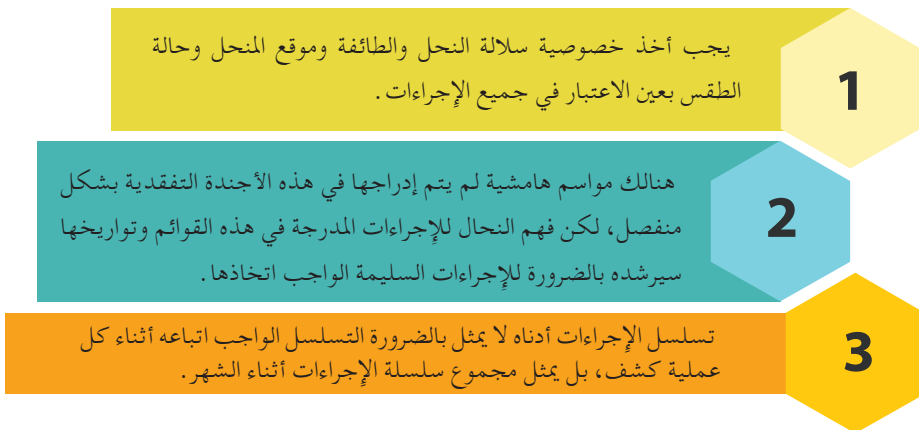 يجب أخذ خصوصية سلالة النحل والطائفة وموقع المنحل وحالة
الطقس بعين الاعتبار في جميع الإجراءات.
1
هنالك مواسم هامشية لم يتم إدراجها في هذه الأجندة التفقدية بشكل
منفصل، لكن فهم النحال للإجراءات المدرجة في هذه القوائم وتواريخها
سيرشده بالضرورة للإجراءات السليمة الواجب اتخاذها.
2
تسلسل الإجراءات أدناه لا يمثل بالضرورة التسلسل الواجب اتباعه أثناء كل
عملية كشف، بل يمثل مجموع سلسلة الإجراءات أثناء الشهر.
3